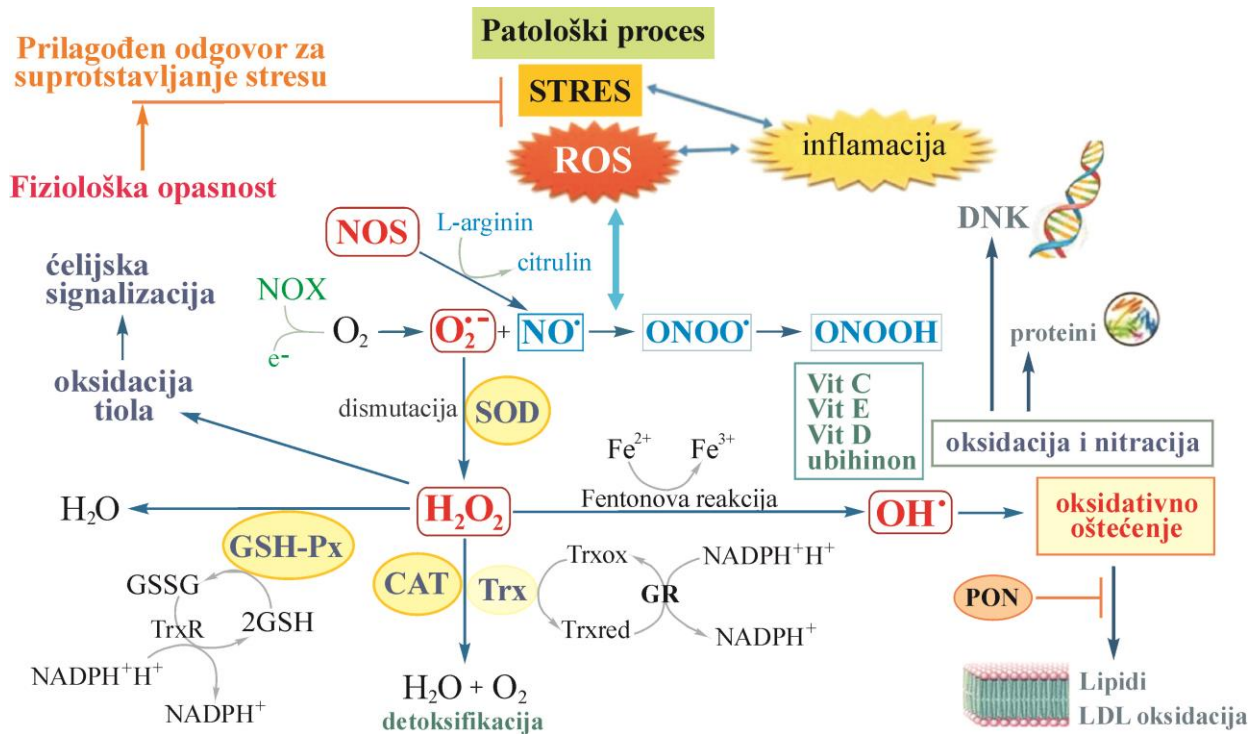 Patološki proces
Prilagođen odgovor za
suprotstavljanje stresu
STRES
ROS
inflamacija
Fiziološka opasnost
DNK
NOS
L-arginin
citrulin
ćelijska
signalizacija
NOX
e⁻
O₂
O₂•⁻ + NO•
ONOO•
ONOOH
proteini
oksidacija
tiola
dismutacija
SOD
Vit C
Vit E
Vit D
ubihinon
oksidacija i nitracija
Fe²⁺
Fe³⁺
Fentonova reakcija
H₂O
H₂O₂
OH•
oksidativno
oštećenje
GSH-Px
GSSG
2GSH
TrxR
NADPH⁺H⁺
NADPH⁺
CAT
Trx
Trxox
Trxred
GR
NADPH⁺H⁺
NADPH⁺
PON
H₂O + O₂
detoksifikacija
Lipidi
LDL oksidacija